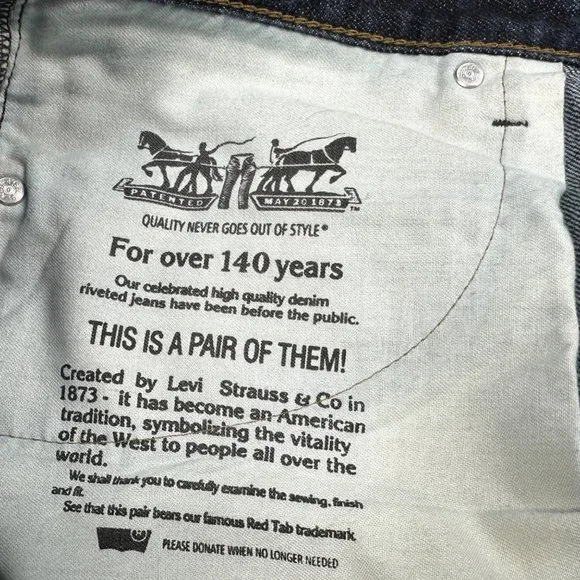 PATENTED MAY 20 1873 ™
QUALITY NEVER GOES OUT OF STYLE®
For over 140 years
Our celebrated high quality denim
riveted jeans have been before the public.
THIS IS A PAIR OF THEM!
Created by Levi Strauss & Co in
1873 - it has become an American
tradition, symbolizing the vitality
of the West to people all over the
world.
We shall thank you to carefully examine the sewing, finish
and fit.
See that this pair bears our famous Red Tab trademark.
PLEASE DONATE WHEN NO LONGER NEEDED